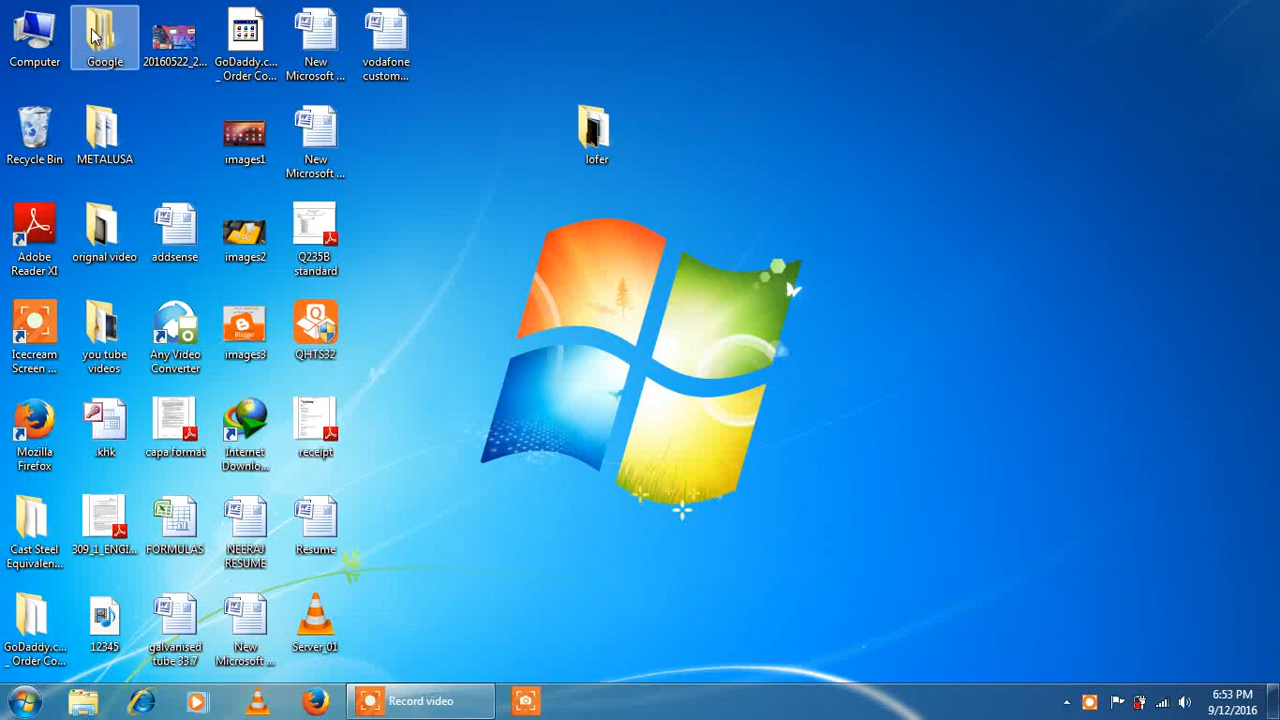 Computer
Google
20160522_2...
GoDaddy.c...
_ Order Co...
New
Microsoft ...
vodafone
custom...
Recycle Bin
METALUSA
images1
New
Microsoft ...
lofer
Adobe
Reader XI
orignal video
addsense
images2
Q235B
standard
Icecream
Screen ...
you tube
videos
Any Video
Converter
images3
QHTS32
Mozilla
Firefox
.khk
capa format
Internet
Downlo...
receipt
Cast Steel
Equivalen...
309_1_ENGI...
FORMULAS
NEERAJ
RESUME
Resume
GoDaddy.c...
_ Order Co...
12345
galvanised
tube 33.7
New
Microsoft ...
Server_01
Record video
6:53 PM
9/12/2016